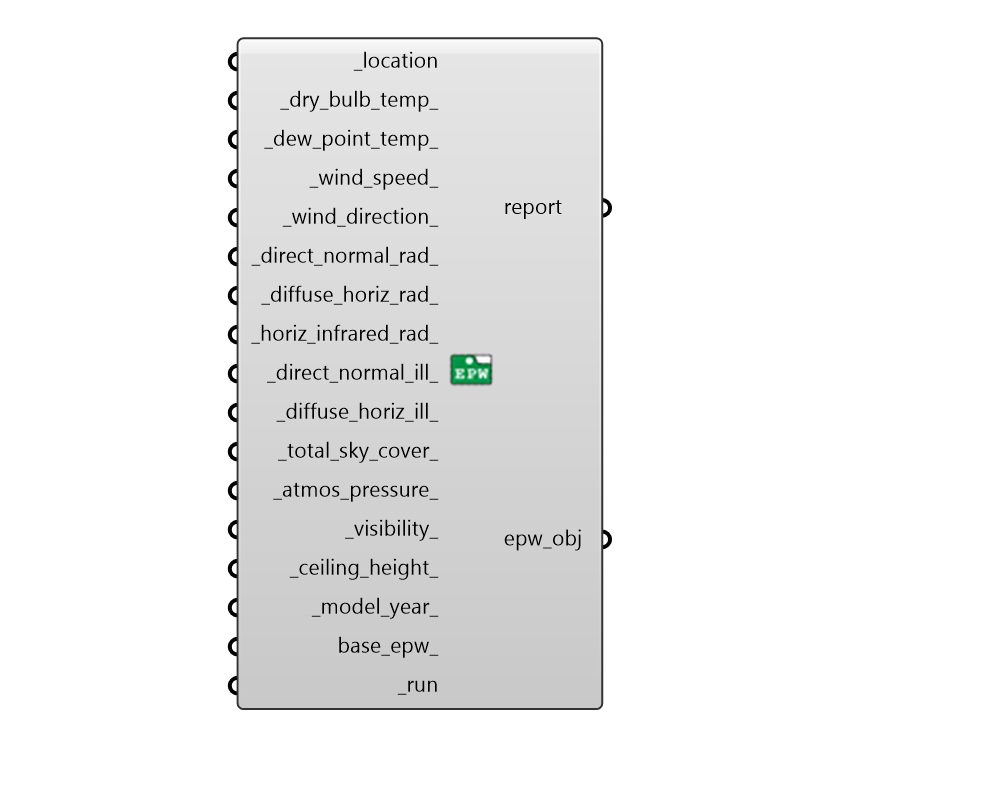 _location
_dry_bulb_temp_
_dew_point_temp_
_wind_speed_
_wind_direction_
_direct_normal_rad_
_diffuse_horiz_rad_
_horiz_infrared_rad_
_direct_normal_ill_
_diffuse_horiz_ill_
_total_sky_cover_
_atmos_pressure_
_visibility_
_ceiling_height_
_model_year_
base_epw_
_run
EPW
report
epw_obj